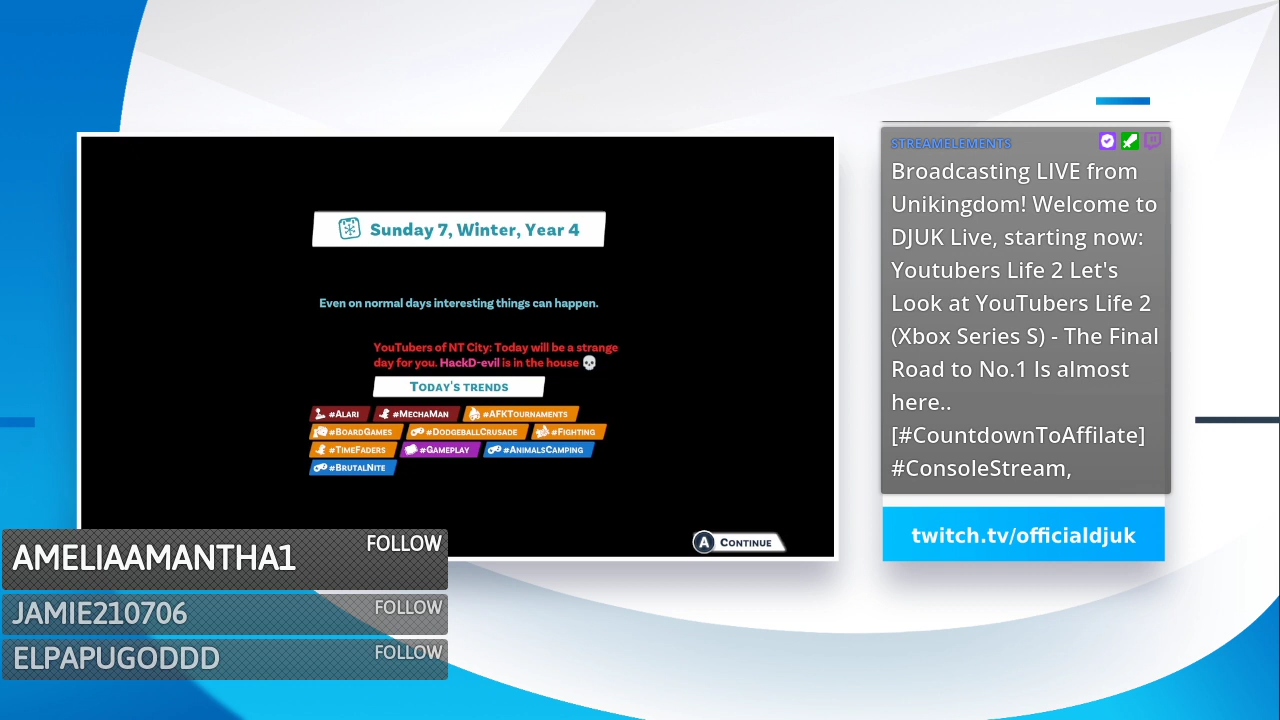 Sunday 7, Winter, Year 4
Even on normal days interesting things can happen.
YouTubers of NT City: Today will be a strange
day for you. HackD-evil is in the house 💀
TODAY'S TRENDS
#ALARI #MECHAMAN #AFKTOURNAMENTS
#BOARDGAMES #DODGEBALLCRUSADE #FIGHTING
#TIMEFADERS #GAMEPLAY #ANIMALSCAMPING
#BRUTALNITE
A CONTINUE
STREAMELEMENTS
Broadcasting LIVE from
Unikingdom! Welcome to
DJUK Live, starting now:
Youtubers Life 2 Let's
Look at YouTubers Life 2
(Xbox Series S) - The Final
Road to No.1 Is almost
here..
[#CountdownToAffilate]
#ConsoleStream,
twitch.tv/officialdjuk
AMELIAAMANTHA1 FOLLOW
JAMIE210706 FOLLOW
ELPAPUGODDD FOLLOW